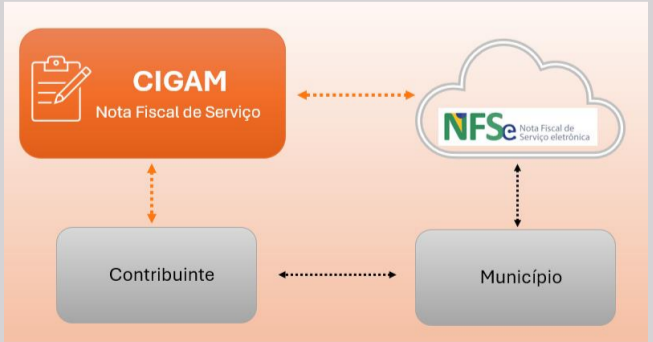 CIGAM
Nota Fiscal de Serviço
NFSe
Nota Fiscal de
Serviço eletrônica
Contribuinte
Município